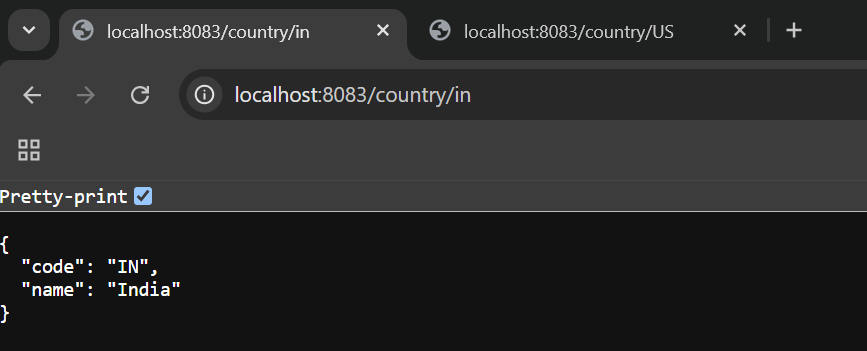 localhost:8083/country/in
localhost:8083/country/US
localhost:8083/country/in
Pretty-print
{
  "code": "IN",
  "name": "India"
}